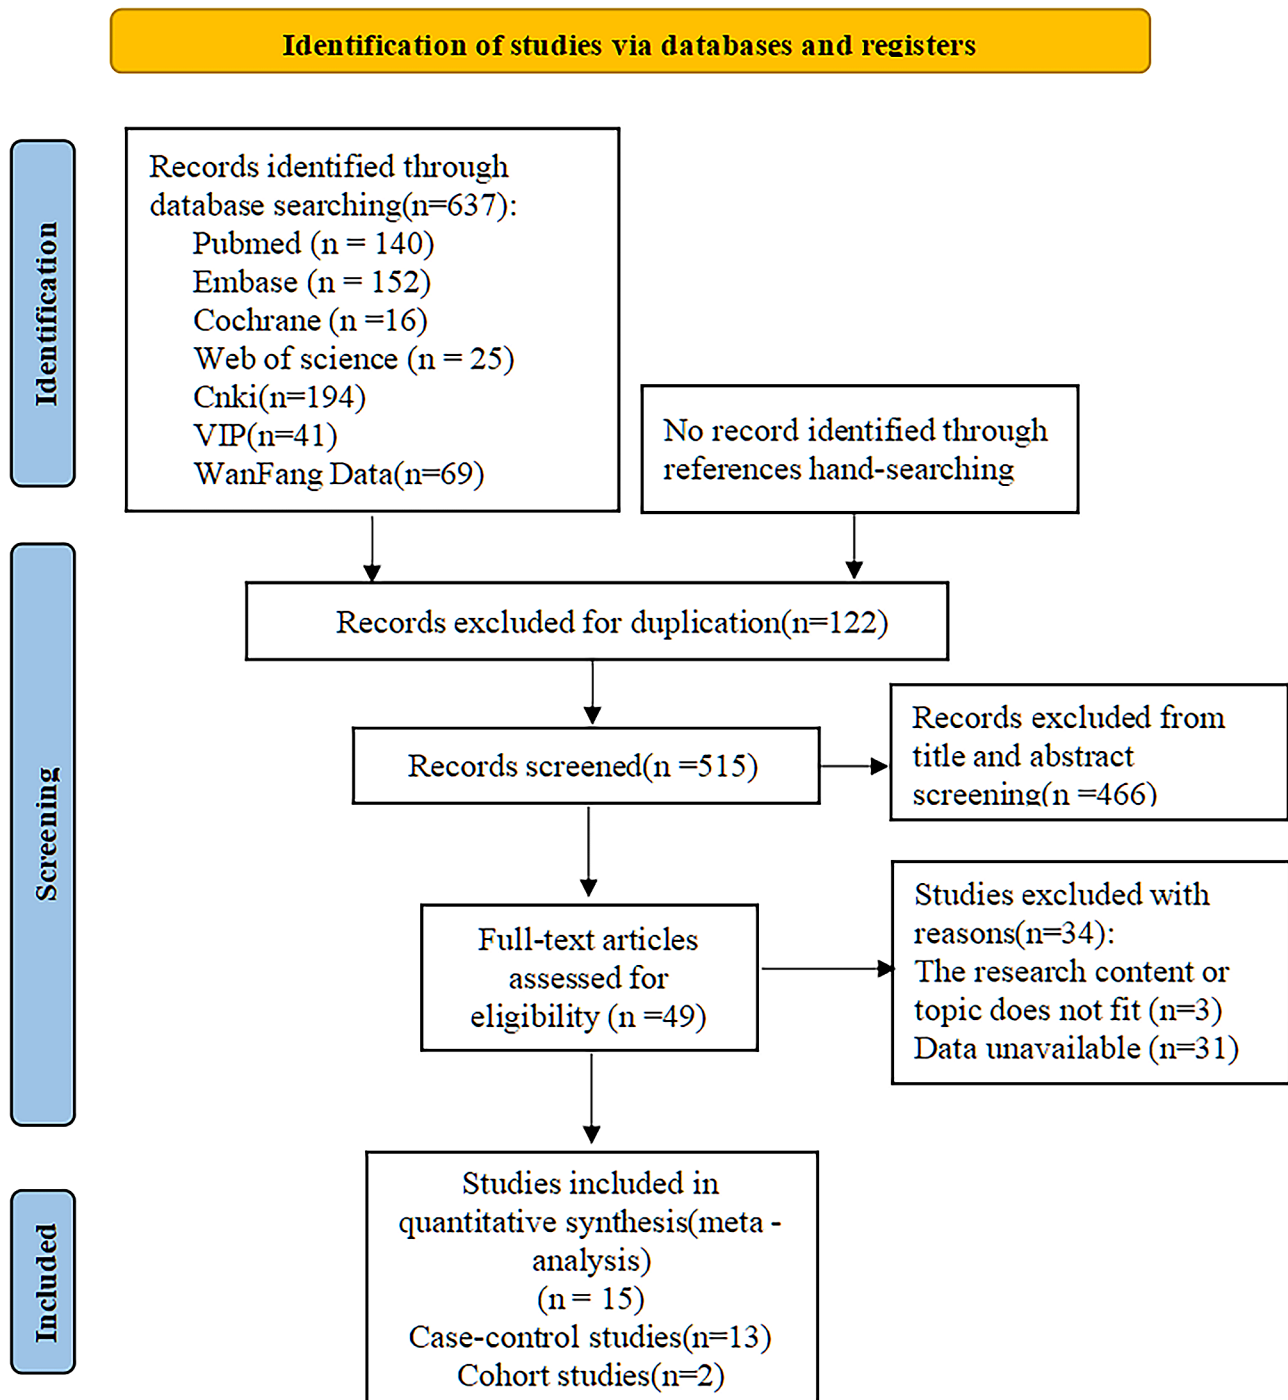 Identification of studies via databases and registers
Identification
Records identified through
database searching(n=637):
Pubmed (n = 140)
Embase (n = 152)
Cochrane (n =16)
Web of science (n = 25)
Cnki(n=194)
VIP(n=41)
WanFang Data(n=69)
No record identified through
references hand-searching
Screening
Records excluded for duplication(n=122)
Records screened(n =515)
Records excluded from
title and abstract
screening(n =466)
Full-text articles
assessed for
eligibility (n =49)
Studies excluded with
reasons(n=34):
The research content or
topic does not fit (n=3)
Data unavailable (n=31)
Included
Studies included in
quantitative synthesis(meta -
analysis)
(n = 15)
Case-control studies(n=13)
Cohort studies(n=2)